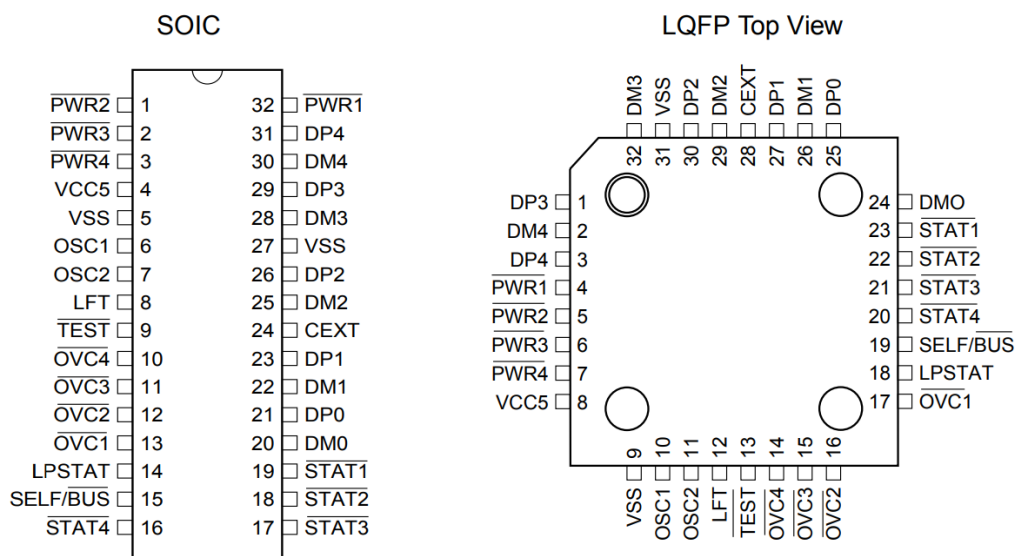 SOIC
LQFP Top View
PWR2 1 32 PWR1
PWR3 2 31 DP4
PWR4 3 30 DM4
VCC5 4 29 DP3
VSS 5 28 DM3
OSC1 6 27 VSS
OSC2 7 26 DP2
LFT 8 25 DM2
TEST 9 24 CEXT
OVC4 10 23 DP1
OVC3 11 22 DM1
OVC2 12 21 DP0
OVC1 13 20 DM0
LPSTAT 14 19 STAT1
SELF/BUS 15 18 STAT2
STAT4 16 17 STAT3
DM3 VSS DP2 DM2 CEXT DP1 DM1 DP0
32 31 30 29 28 27 26 25
DP3 1 24 DMO
DM4 2 23 STAT1
DP4 3 22 STAT2
PWR1 4 21 STAT3
PWR2 5 20 STAT4
PWR3 6 19 SELF/BUS
PWR4 7 18 LPSTAT
VCC5 8 17 OVC1
9 10 11 12 13 14 15 16
VSS OSC1 OSC2 LFT TEST OVC4 OVC3 OVC2